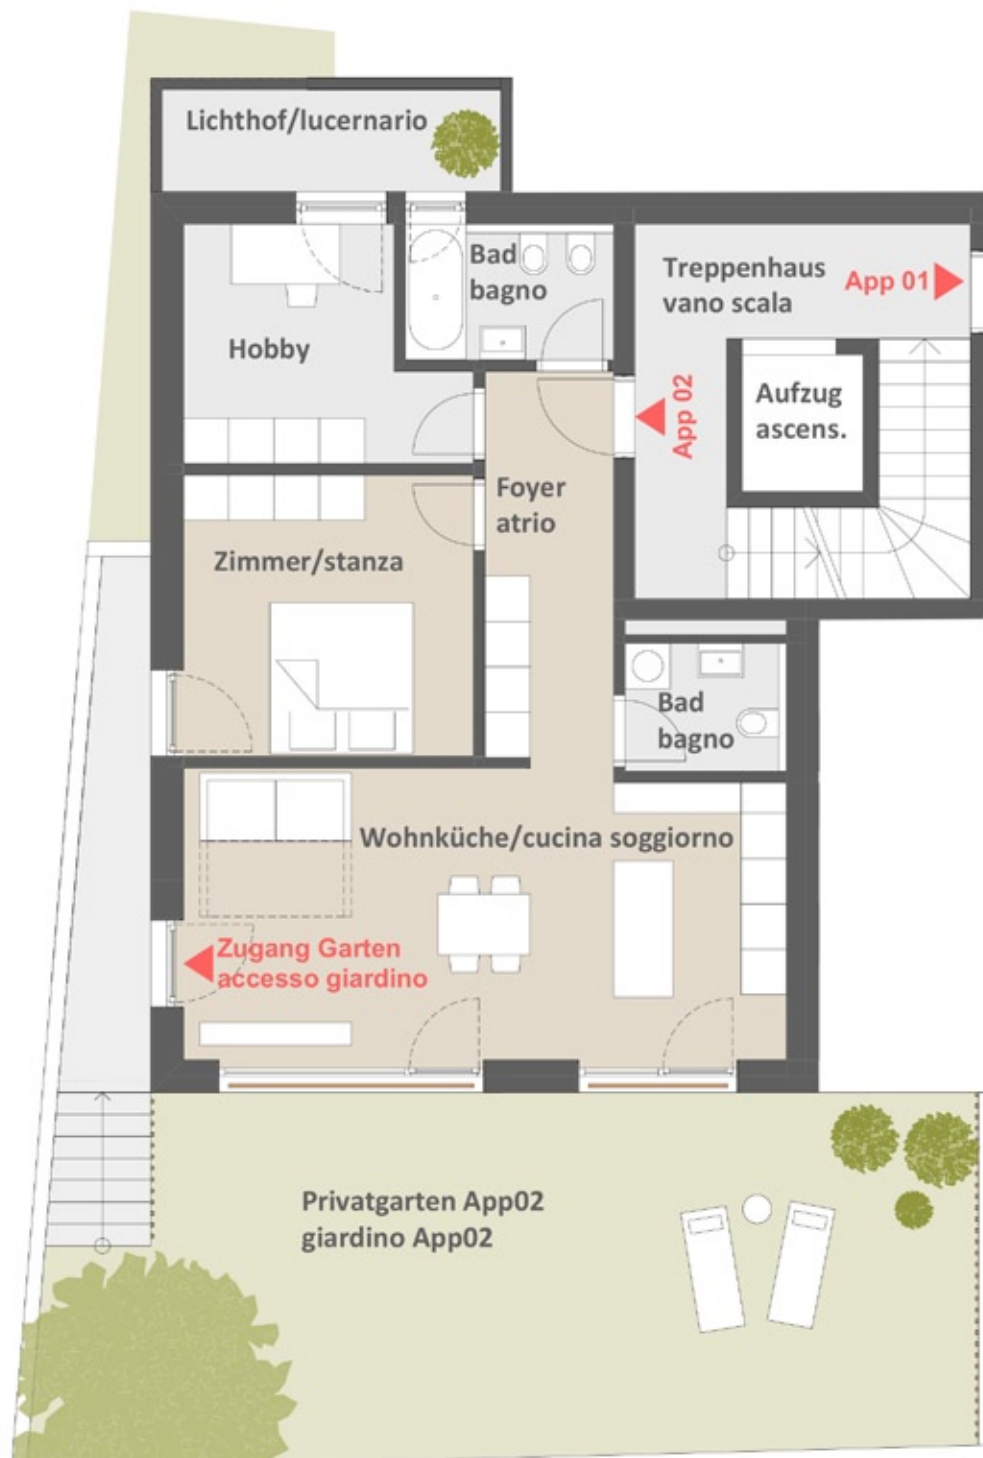 Lichthof/lucernario
Bad
bagno
Treppenhaus
vano scala
App 01
Hobby
App 02
Aufzug
ascens.
Foyer
atrio
Zimmer/stanza
Bad
bagno
Wohnküche/cucina soggiorno
Zugang Garten
accesso giardino
Privatgarten App02
giardino App02